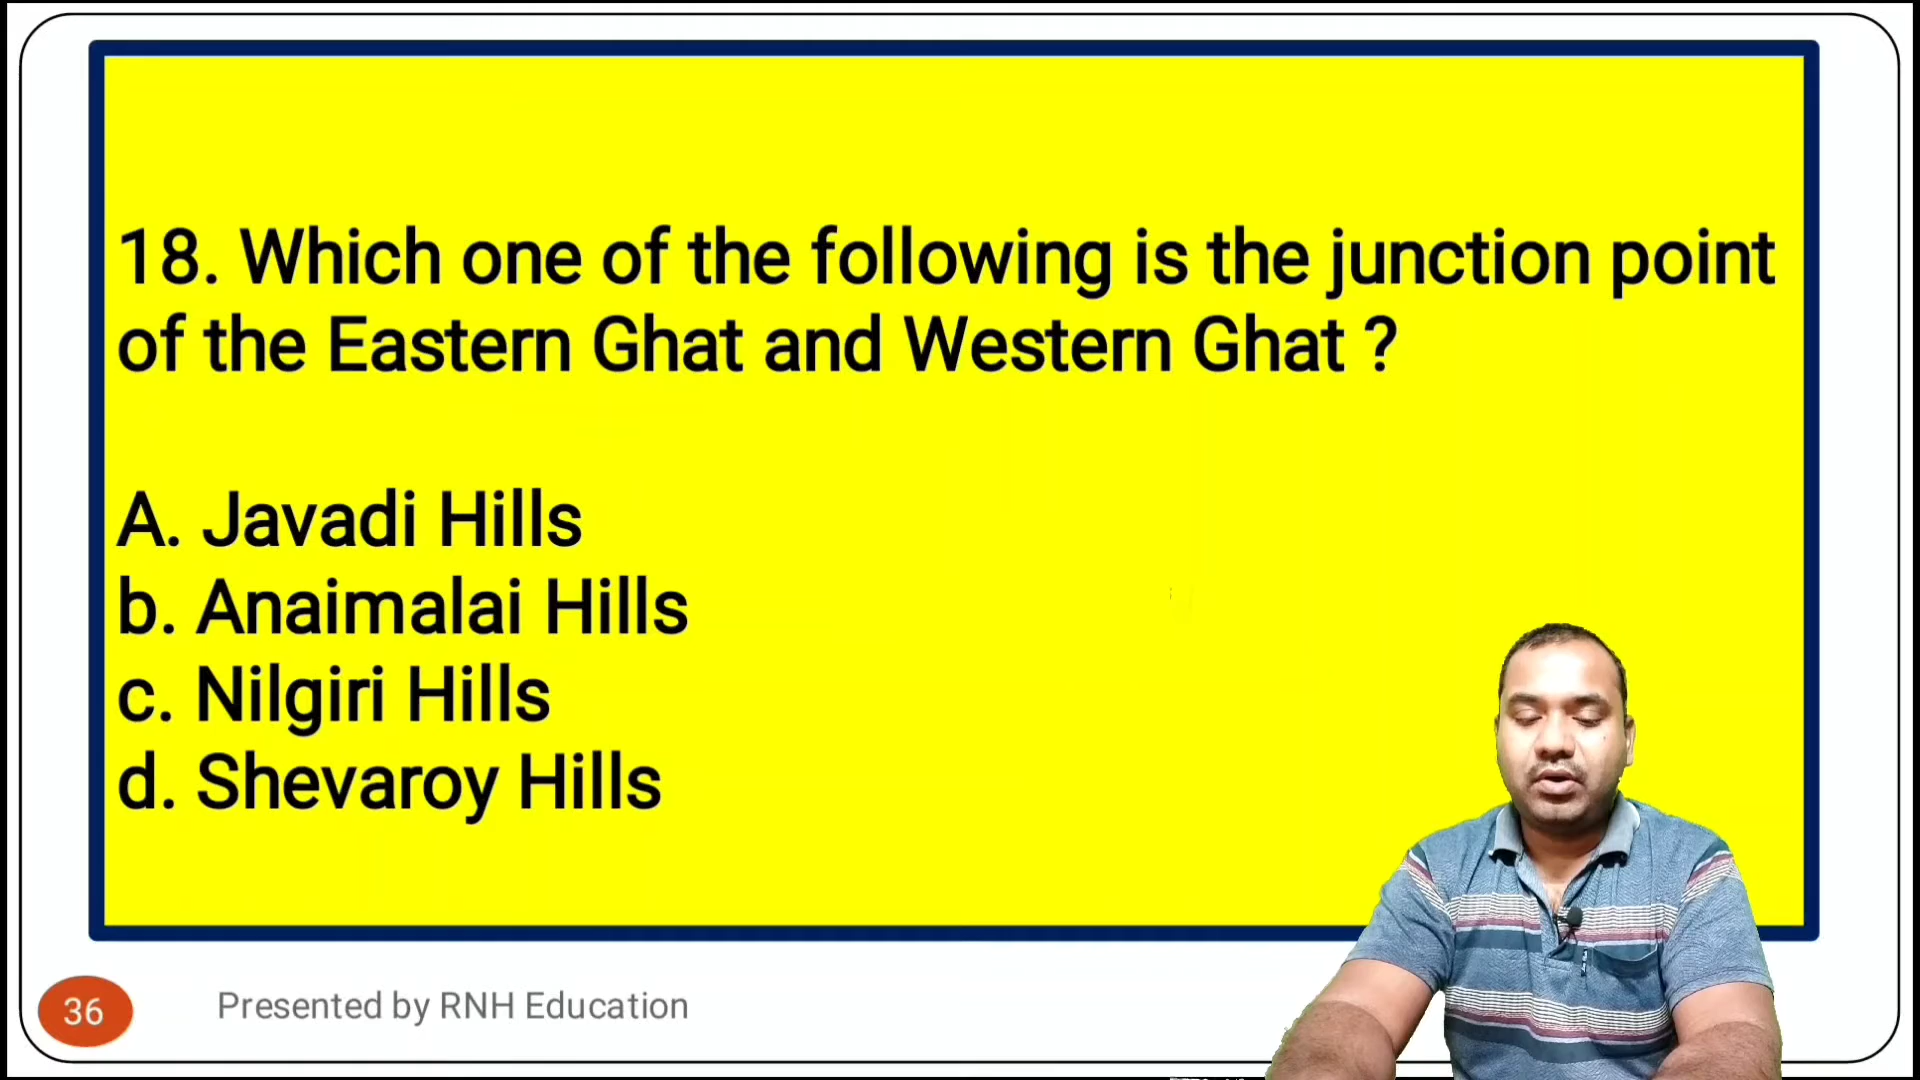 18. Which one of the following is the junction point
of the Eastern Ghat and Western Ghat ?
A. Javadi Hills
b. Anaimalai Hills
c. Nilgiri Hills
d. Shevaroy Hills
36
Presented by RNH Education